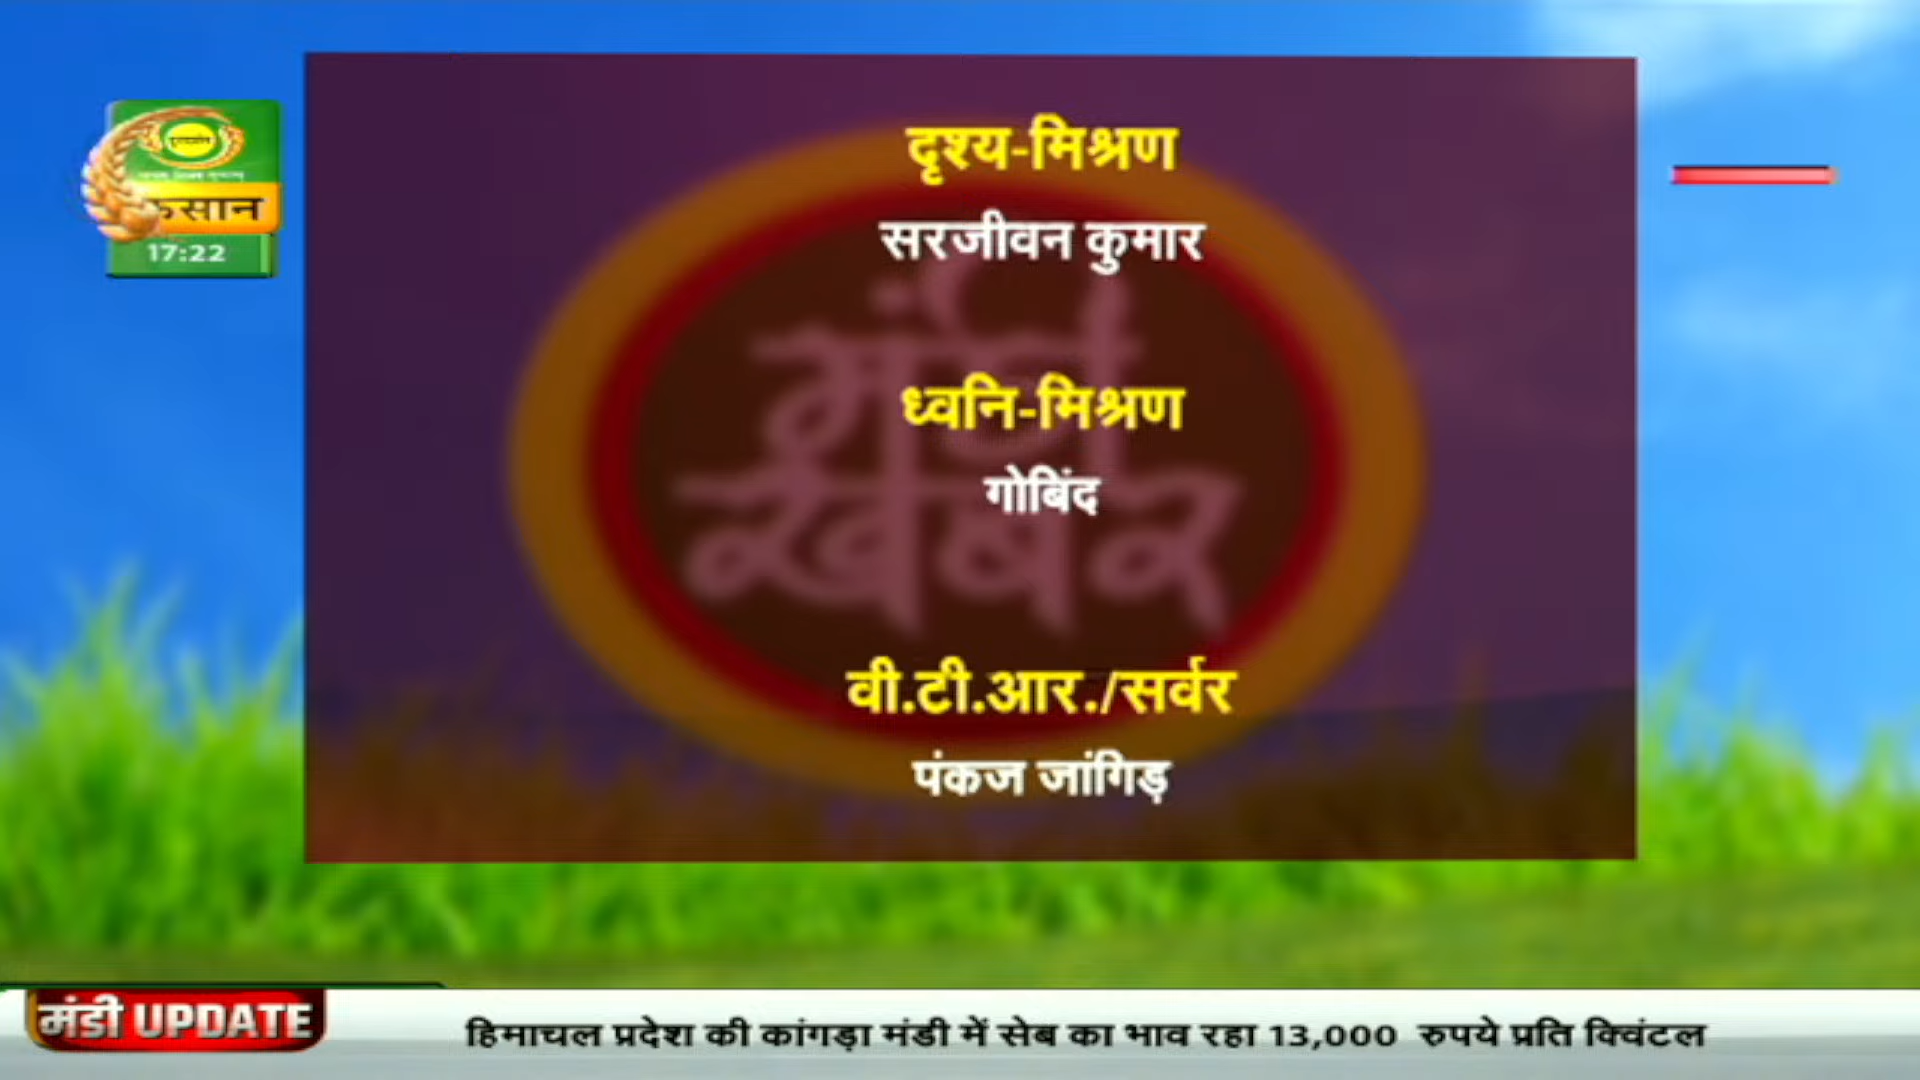 दृश्य-मिश्रण
सरजीवन कुमार
किसान
17:22
मंडी
खबर
ध्वनि-मिश्रण
गोबिंद
वी.टी.आर./सर्वर
पंकज जांगिड़
मंडी UPDATE
हिमाचल प्रदेश की कांगड़ा मंडी में सेब का भाव रहा 13,000 रुपये प्रति क्विंटल